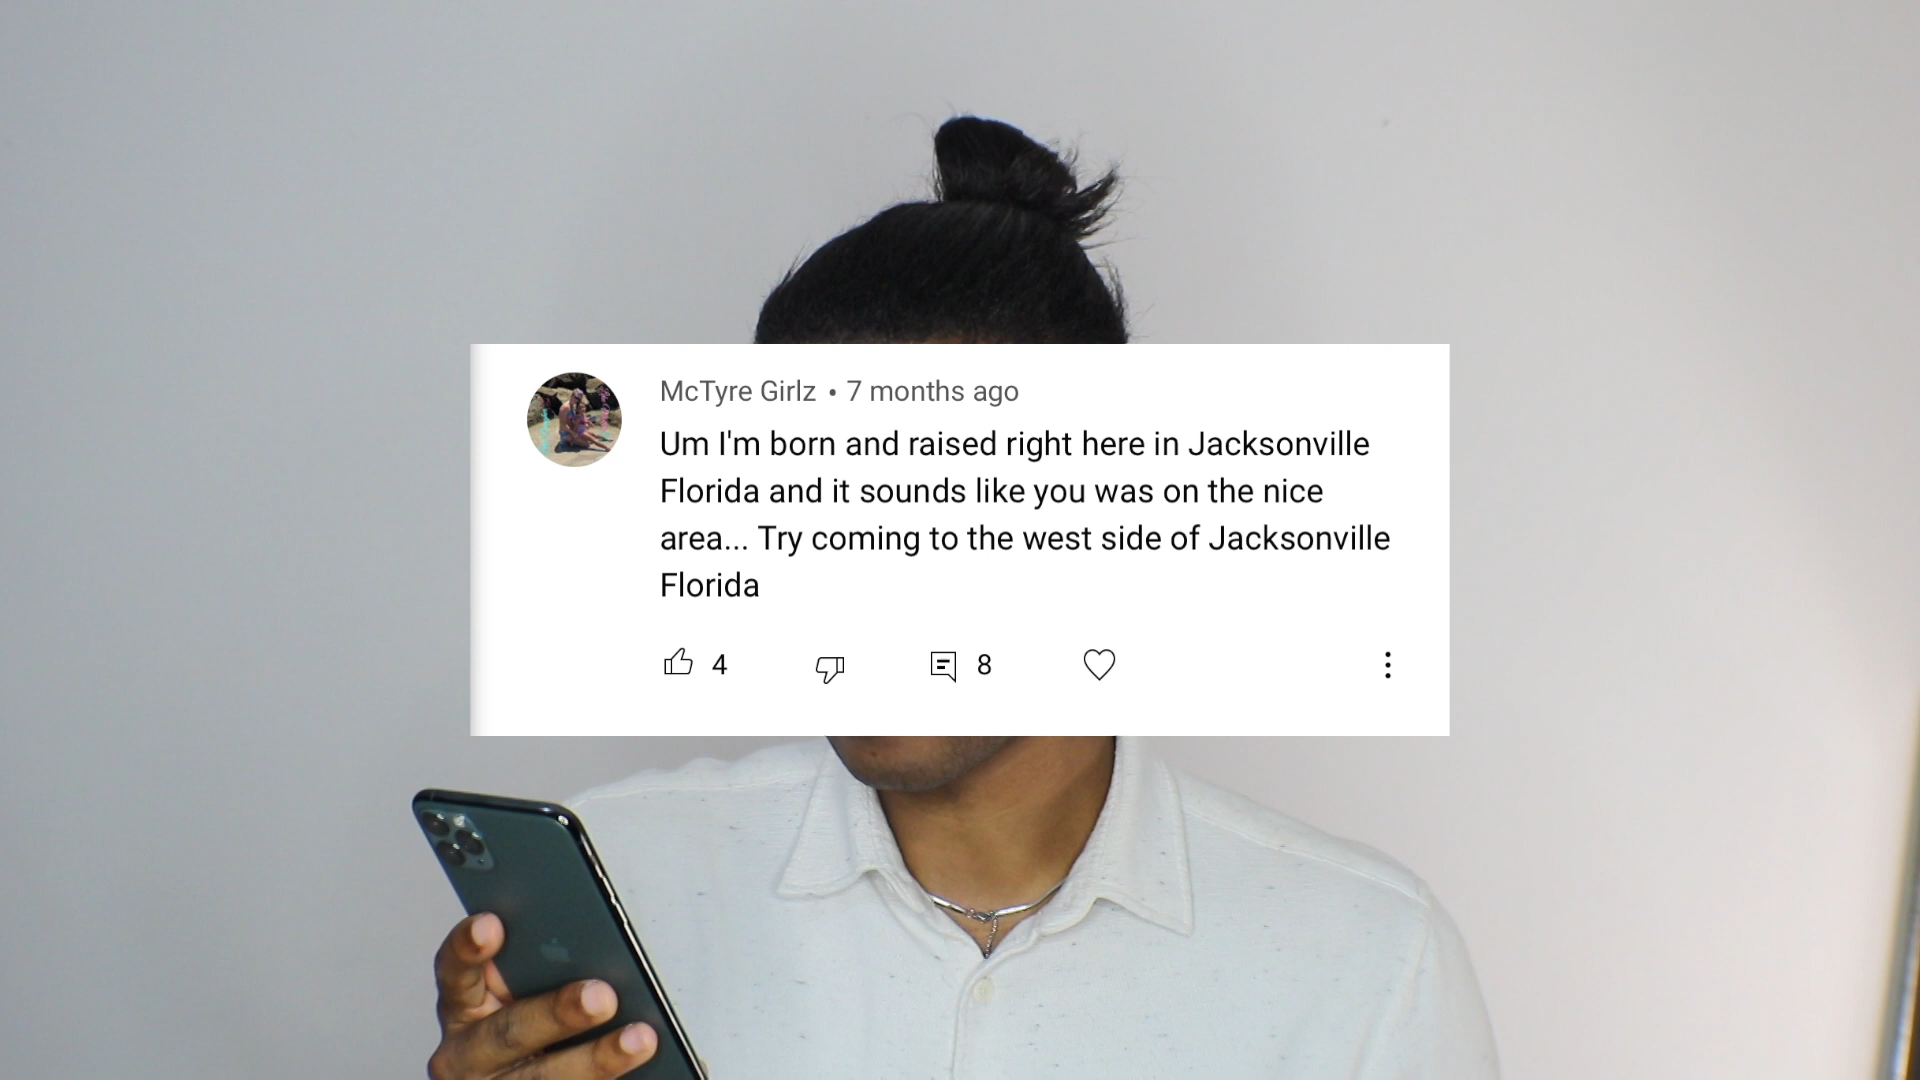 McTyre Girlz • 7 months ago
Um I'm born and raised right here in Jacksonville
Florida and it sounds like you was on the nice
area... Try coming to the west side of Jacksonville
Florida
4
8